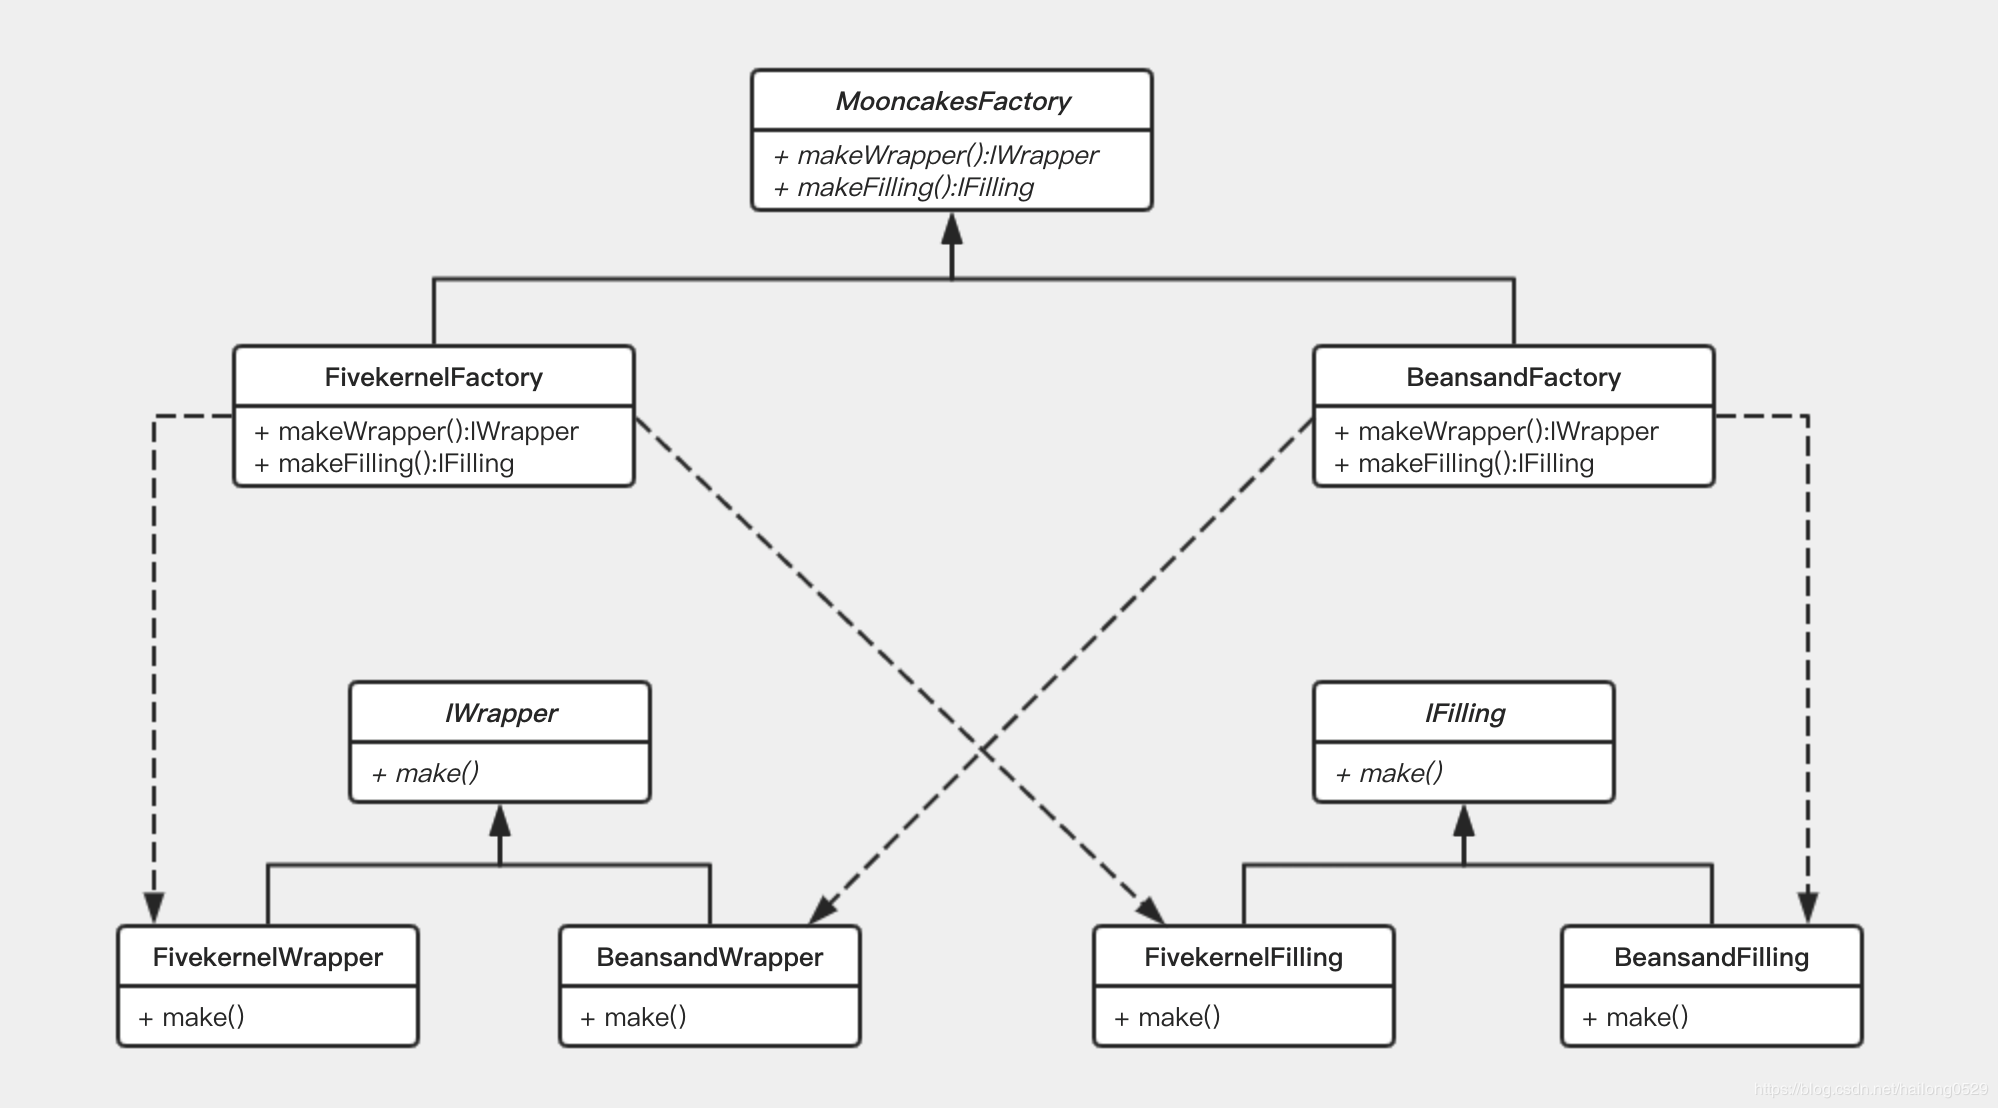 MooncakesFactory
+ makeWrapper():IWrapper
+ makeFilling():IFilling
FivekernelFactory
+ makeWrapper():IWrapper
+ makeFilling():IFilling
BeansandFactory
+ makeWrapper():IWrapper
+ makeFilling():IFilling
IWrapper
+ make()
IFilling
+ make()
FivekernelWrapper
+ make()
BeansandWrapper
+ make()
FivekernelFilling
+ make()
BeansandFilling
+ make()
https://blog.csdn.net/hailong0529